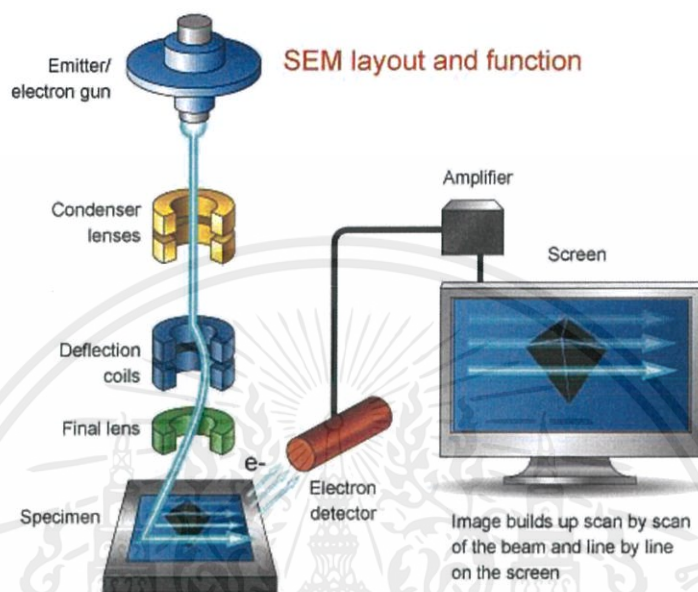 SEM layout and function
Emitter/
electron gun
Condenser
lenses
Amplifier
Screen
Deflection
coils
Final lens
e-
Electron
detector
Specimen
Image builds up scan by scan
of the beam and line by line
on the screen